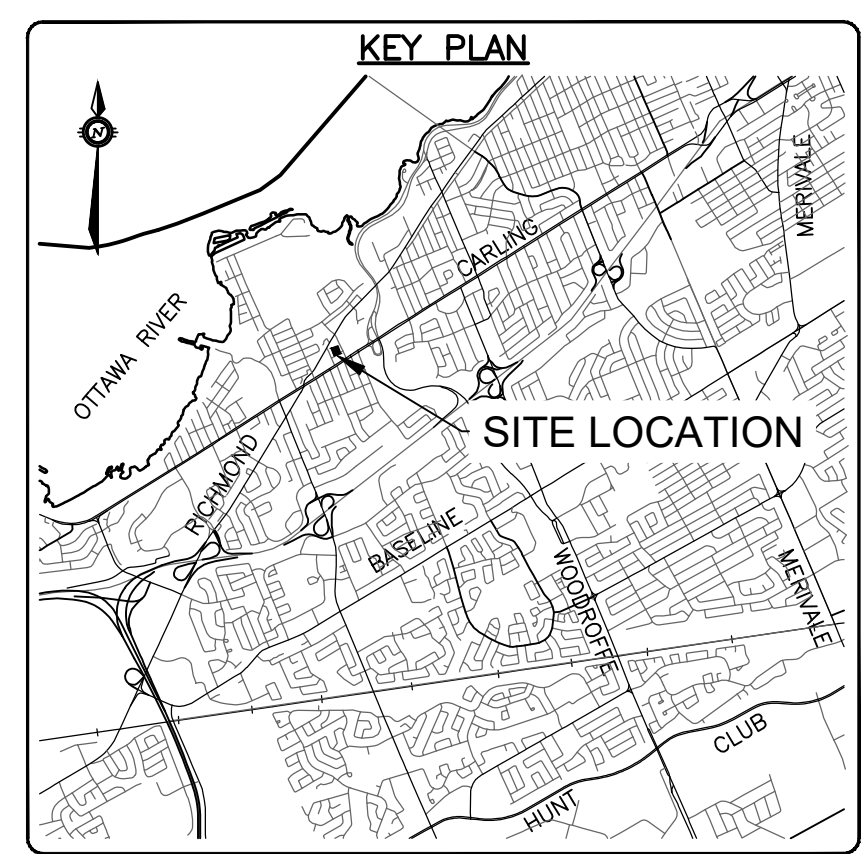 KEY PLAN
N
MERIVALE
CARLING
OTTAWA RIVER
SITE LOCATION
RICHMOND
BASELINE
WOODROFFE
MERIVALE
HUNT CLUB